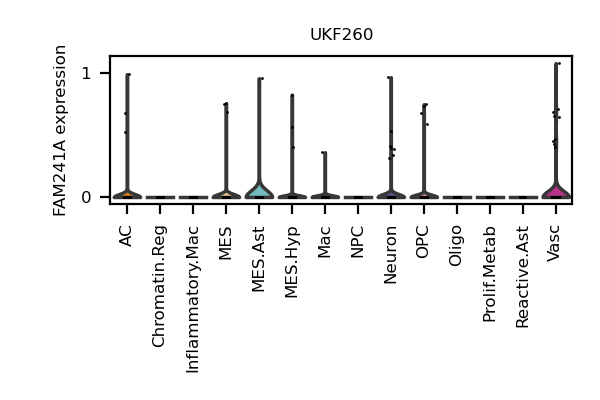 UKF260
FAM241A expression
1
0
AC
Chromatin.Reg
Inflammatory.Mac
MES
MES.Ast
MES.Hyp
Mac
NPC
Neuron
OPC
Oligo
Prolif.Metab
Reactive.Ast
Vasc